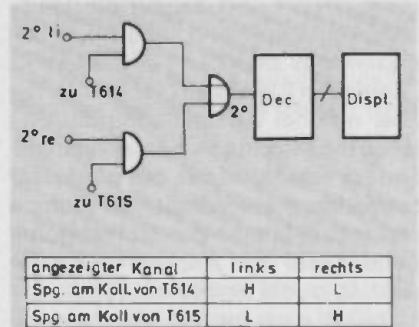 2° li
zu T614
2° re
zu T615
2°
Dec
Displ.
angezeigter Kanal links rechts
Spg. am Koll. von T614 H L
Spg. am Koll von T615 L H